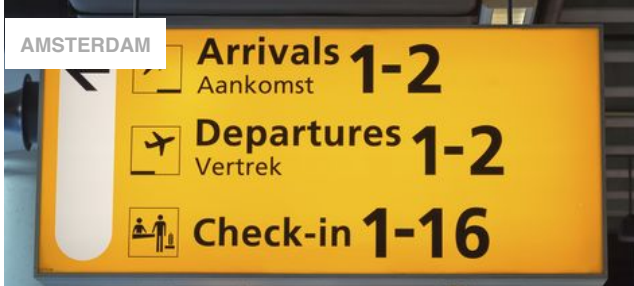 AMSTERDAM
Arrivals 1-2
Aankomst
Departures 1-2
Vertrek
Check-in 1-16